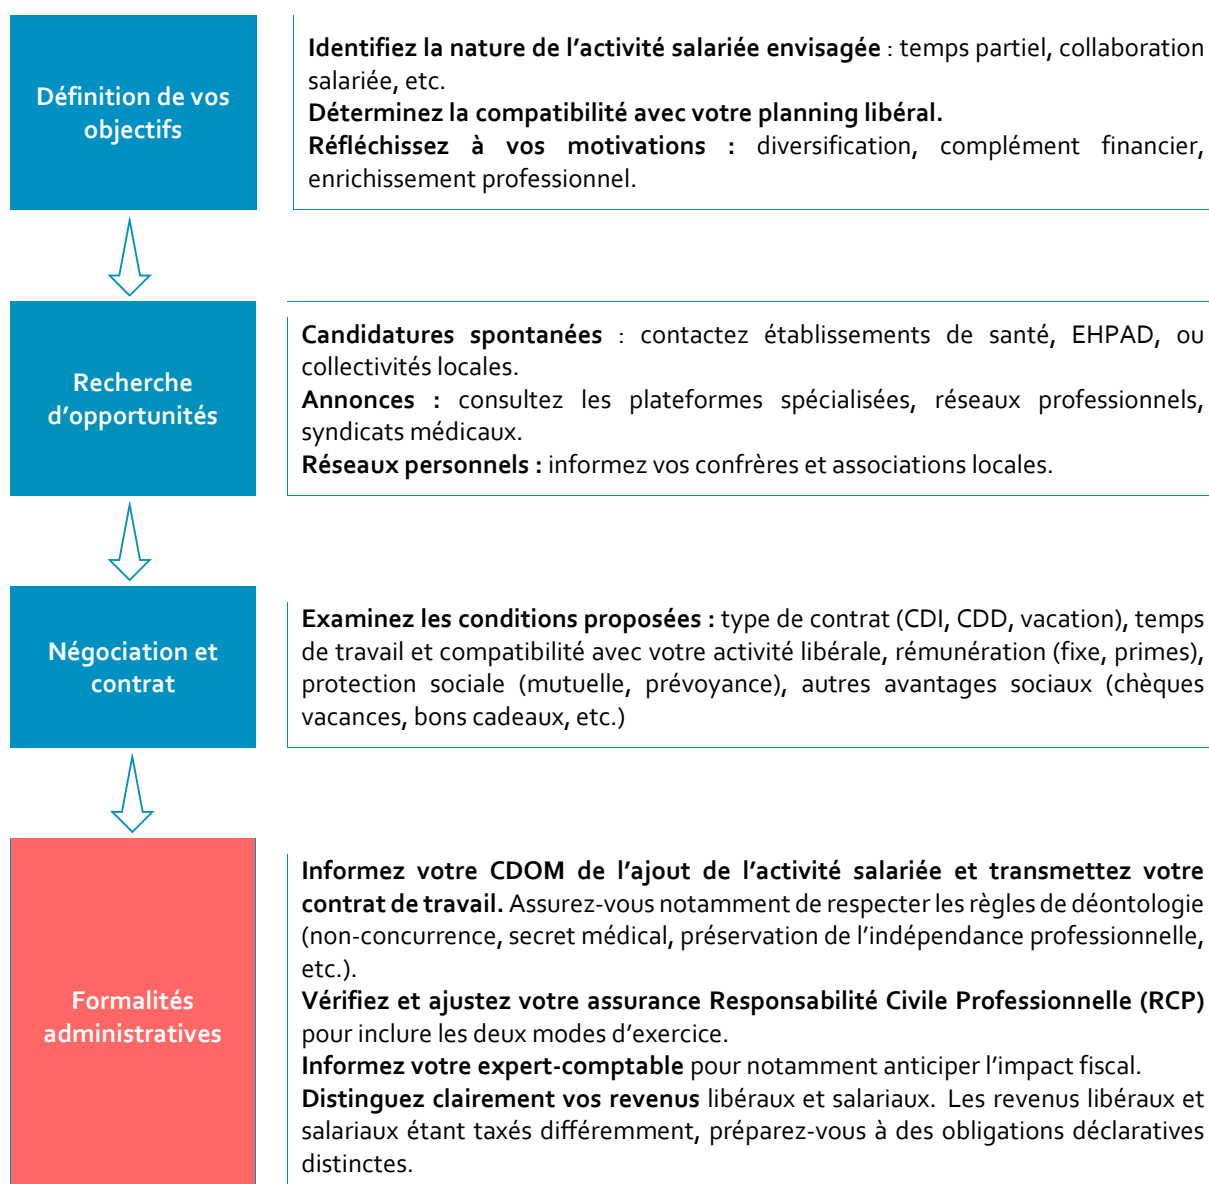 Définition de vos
objectifs
Identifiez la nature de l’activité salariée envisagée : temps partiel, collaboration
salariée, etc.
Déterminez la compatibilité avec votre planning libéral.
Réfléchissez à vos motivations : diversification, complément financier,
enrichissement professionnel.
Recherche
d’opportunités
Candidatures spontanées : contactez établissements de santé, EHPAD, ou
collectivités locales.
Annonces : consultez les plateformes spécialisées, réseaux professionnels,
syndicats médicaux.
Réseaux personnels : informez vos confrères et associations locales.
Négociation et
contrat
Examinez les conditions proposées : type de contrat (CDI, CDD, vacation), temps
de travail et compatibilité avec votre activité libérale, rémunération (fixe, primes),
protection sociale (mutuelle, prévoyance), autres avantages sociaux (chèques
vacances, bons cadeaux, etc.)
Formalités
administratives
Informez votre CDOM de l’ajout de l’activité salariée et transmettez votre
contrat de travail. Assurez-vous notamment de respecter les règles de déontologie
(non-concurrence, secret médical, préservation de l’indépendance professionnelle,
etc.).
Vérifiez et ajustez votre assurance Responsabilité Civile Professionnelle (RCP)
pour inclure les deux modes d’exercice.
Informez votre expert-comptable pour notamment anticiper l’impact fiscal.
Distinguez clairement vos revenus libéraux et salariaux. Les revenus libéraux et
salariaux étant taxés différemment, préparez-vous à des obligations déclaratives
distinctes.